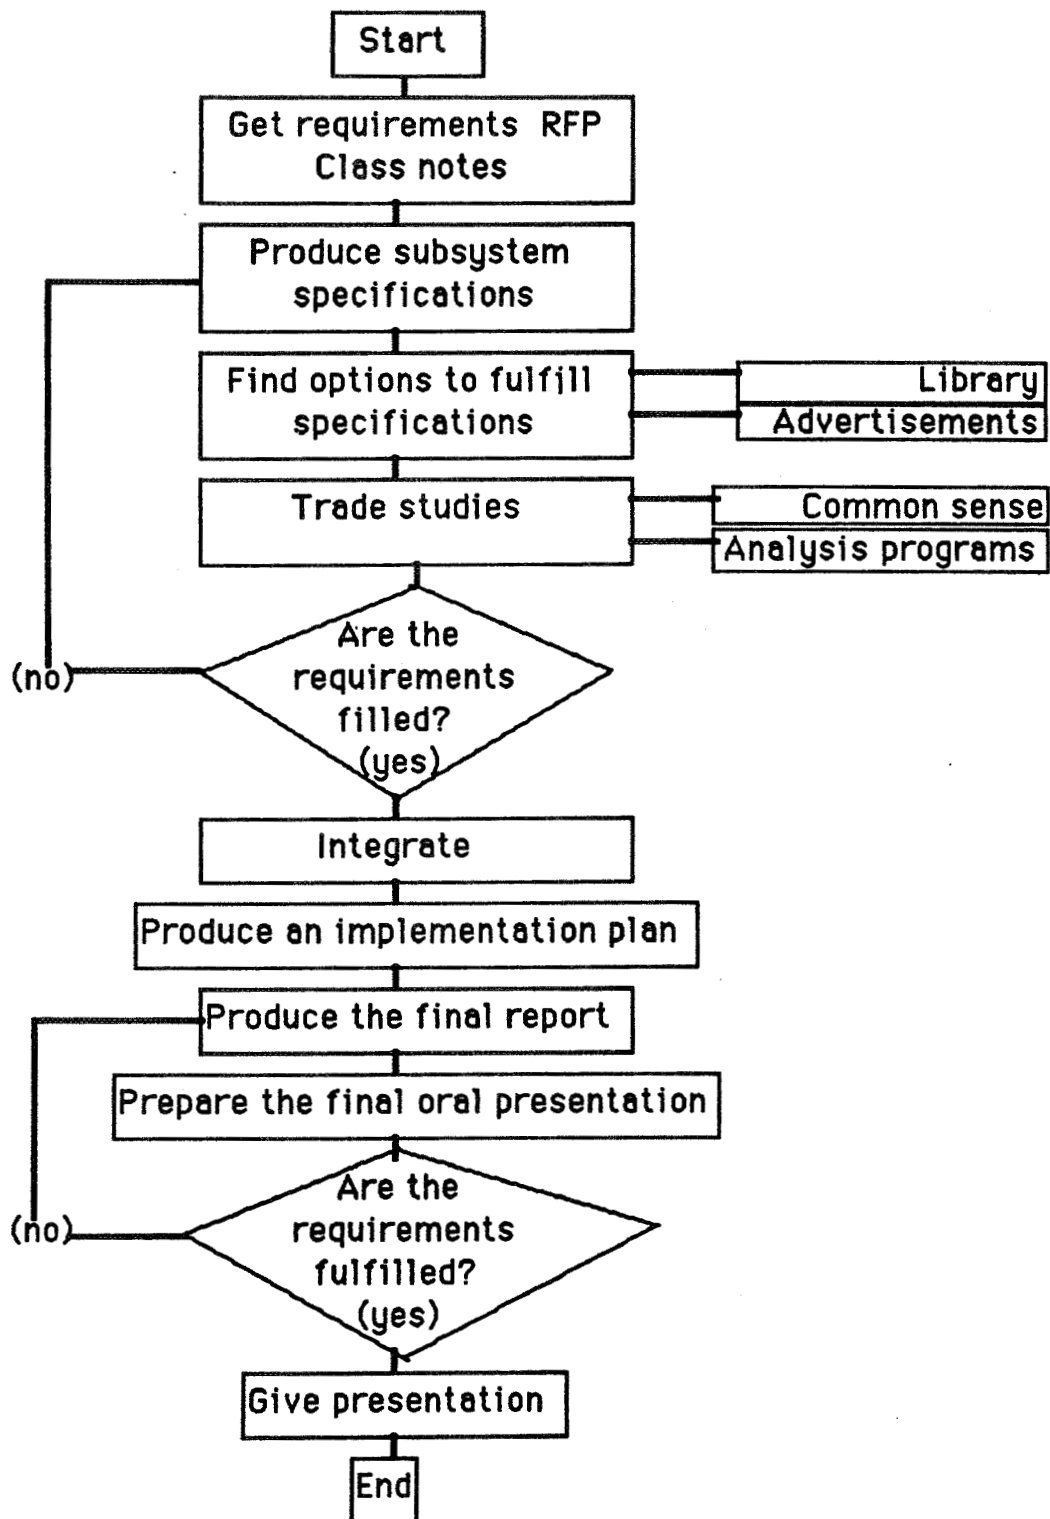 Start
Get requirements RFP
Class notes
Produce subsystem
specifications
Find options to fulfill
specifications
Library
Advertisements
Trade studies
Common sense
Analysis programs
Are the
requirements
filled?
(yes)
(no)
Integrate
Produce an implementation plan
Produce the final report
Prepare the final oral presentation
Are the
requirements
fulfilled?
(yes)
(no)
Give presentation
End